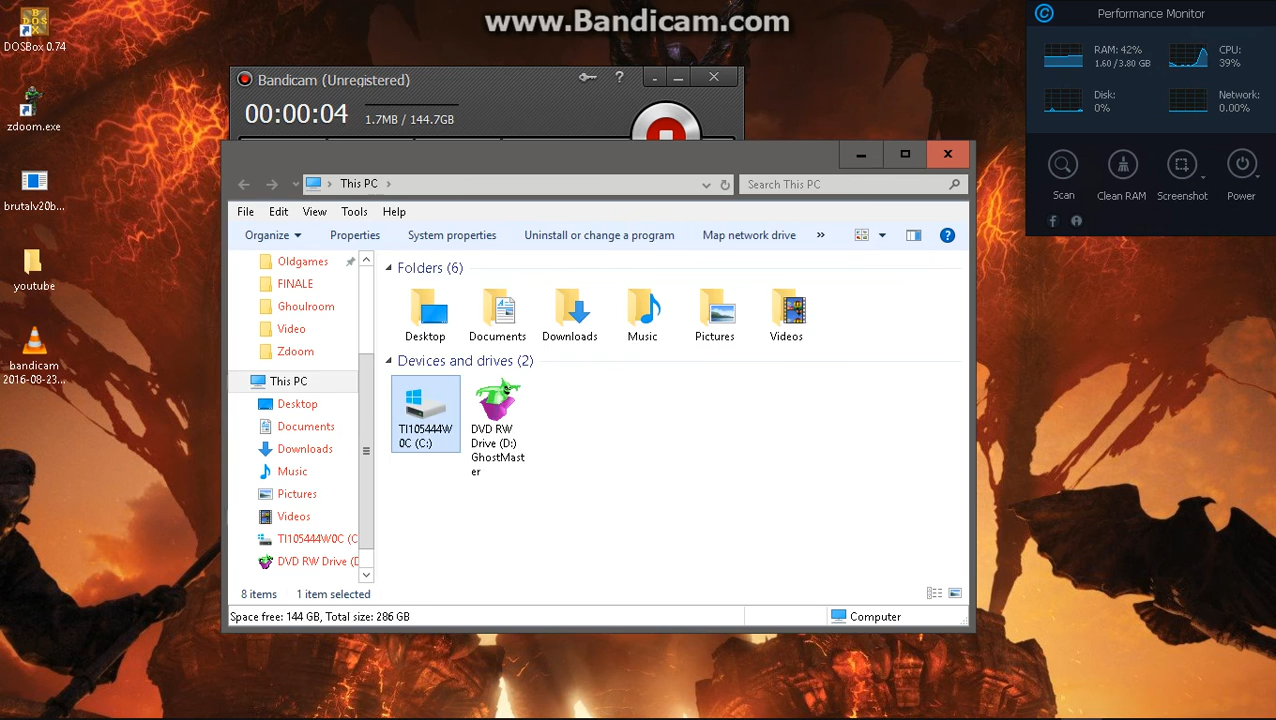 www.Bandicam.com
DOSBox 0.74
zdoom.exe
brutalv20b...
youtube
bandicam
2016-08-23...
Bandicam (Unregistered)
?
00:00:04
1.7MB / 144.7GB
Performance Monitor
RAM: 42%
1.60 /3.80 GB
CPU:
39%
Disk:
0%
Network:
0.00%
Scan
Clean RAM
Screenshot
Power
This PC
Search This PC
File
Edit
View
Tools
Help
Organize
Properties
System properties
Uninstall or change a program
Map network drive
»
?
Oldgames
FINALE
Ghoulroom
Video
Zdoom
This PC
Desktop
Documents
Downloads
Music
Pictures
Videos
TI105444W0C (C
DVD RW Drive (D
Folders (6)
Desktop
Documents
Downloads
Music
Pictures
Videos
Devices and drives (2)
TI105444W
0C (C:)
DVD RW
Drive (D:)
GhostMast
er
8 items
1 item selected
Space free: 144 GB, Total size: 286 GB
Computer